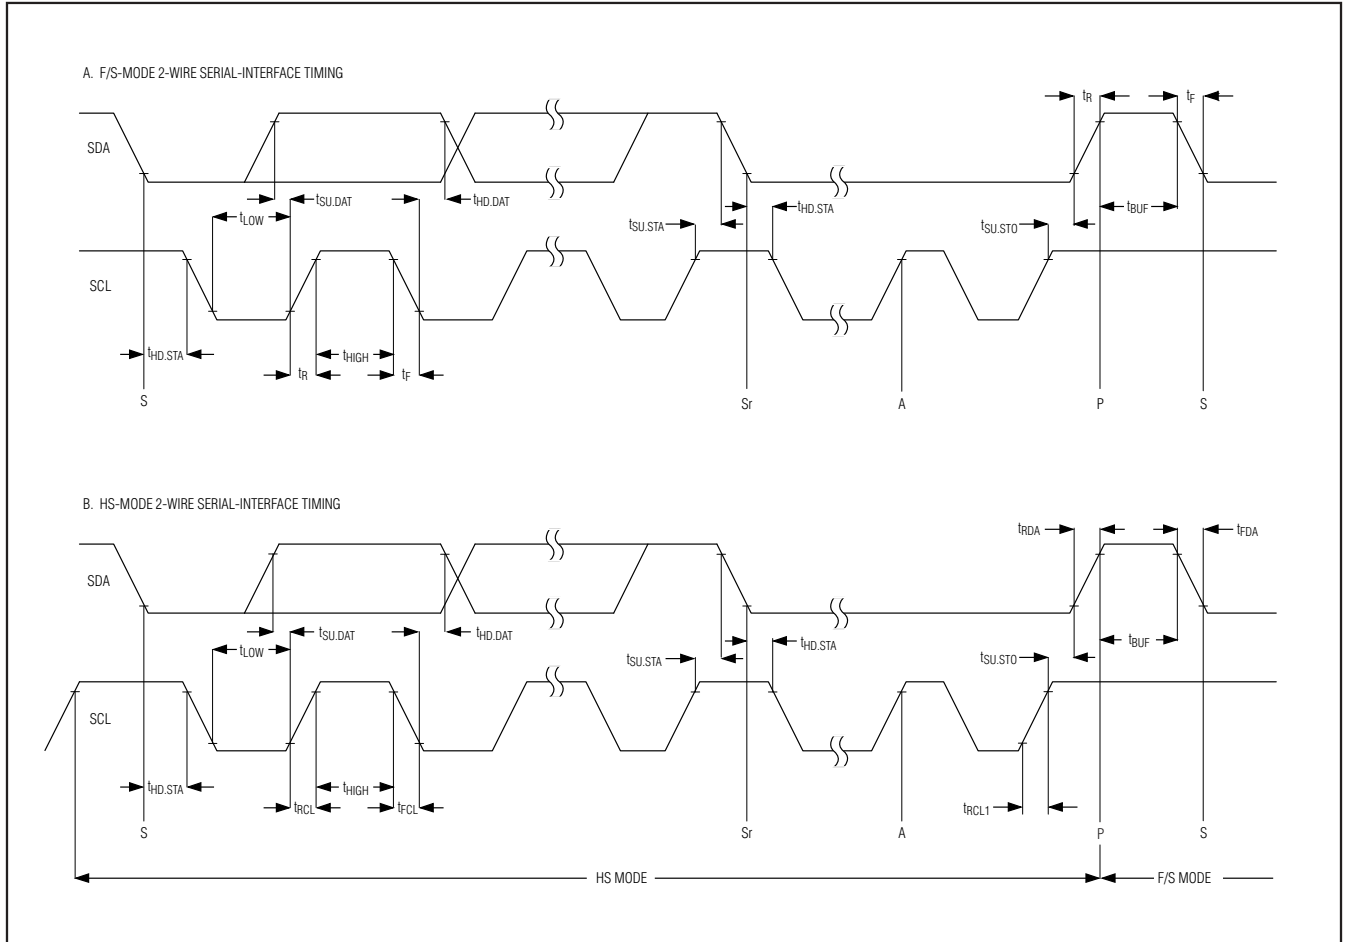 A. F/S-MODE 2-WIRE SERIAL-INTERFACE TIMING
tR
tF
SDA
tSU.DAT
tHD.DAT
tHD.STA
tLOW
tBUF
tSU.STA
tSU.STO
SCL
tHD.STA
tHIGH
tR
tF
S
Sr
A
P
S
B. HS-MODE 2-WIRE SERIAL-INTERFACE TIMING
tRDA
tFDA
SDA
tSU.DAT
tHD.DAT
tHD.STA
tBUF
tLOW
tSU.STA
tSU.STO
SCL
tHD.STA
tHIGH
tRCL
tFCL
tRCL1
S
Sr
A
P
S
HS MODE
F/S MODE